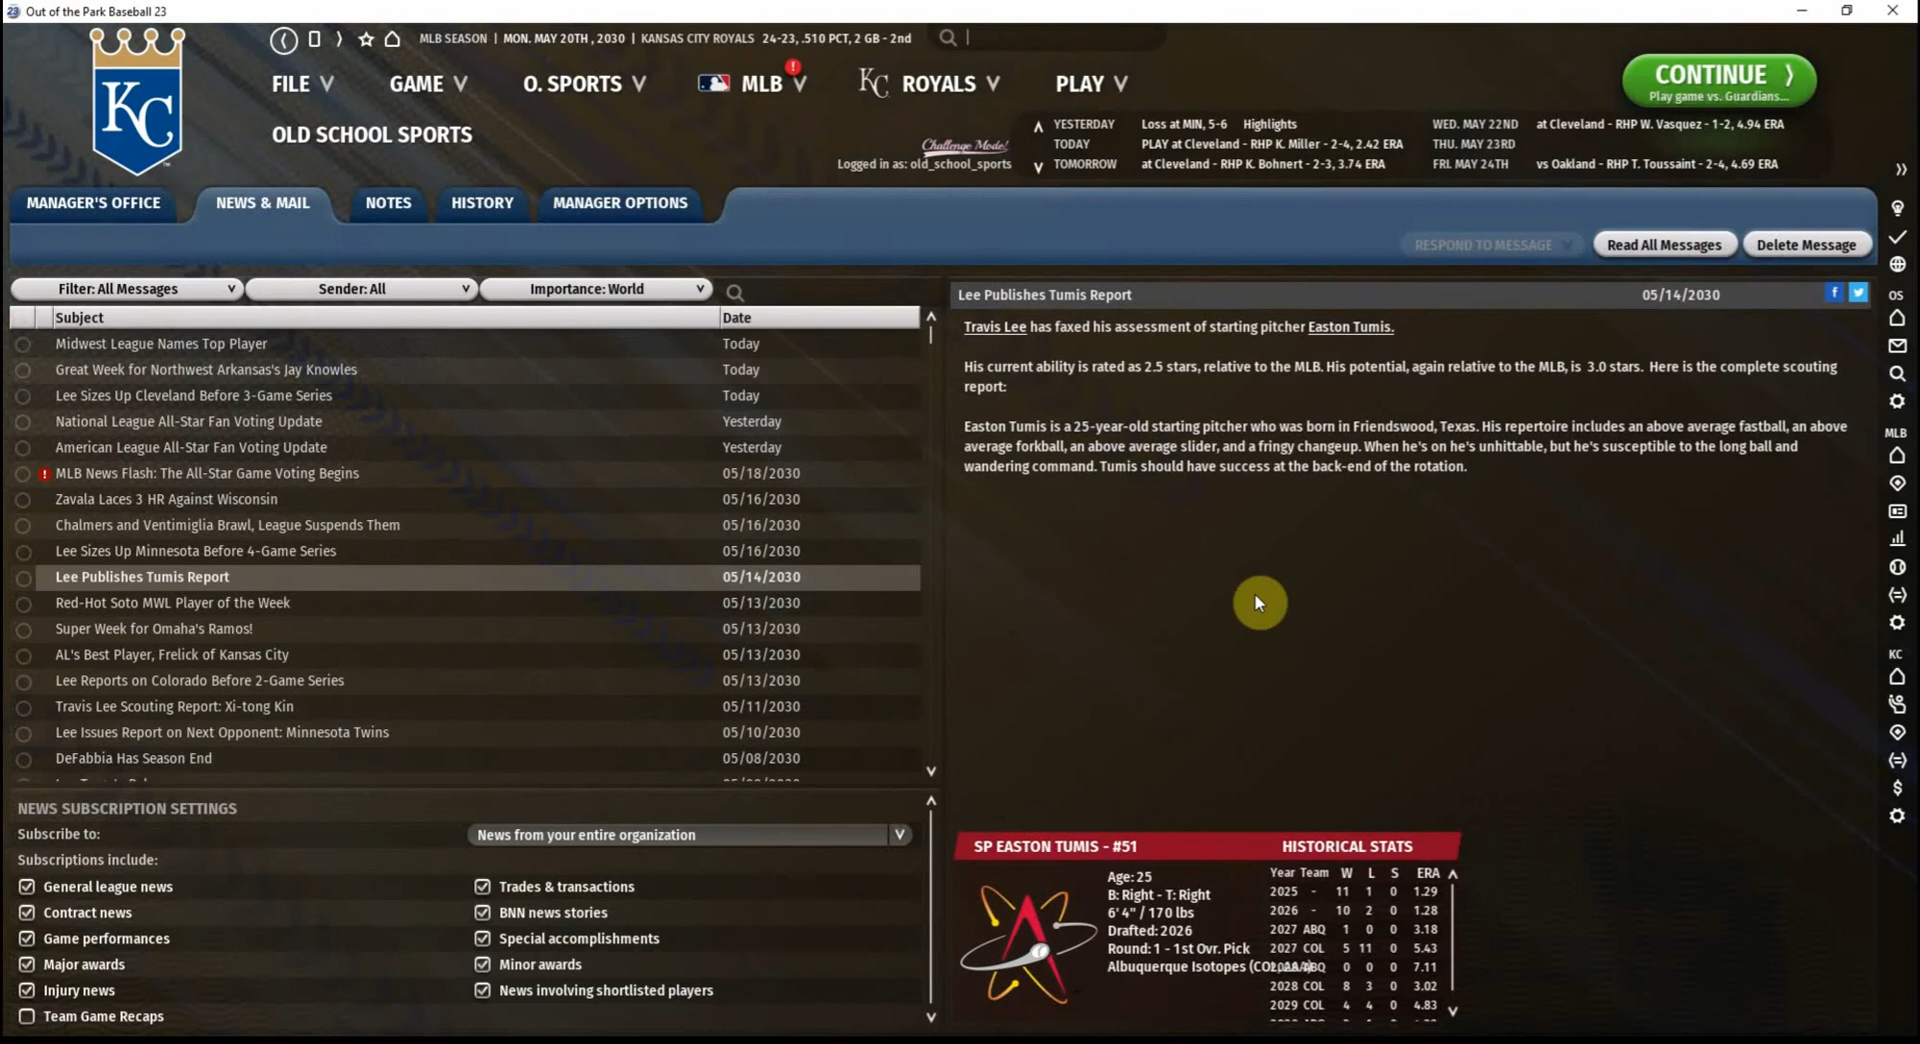 Out of the Park Baseball 23
MLB SEASON | MON. MAY 20TH, 2030 | KANSAS CITY ROYALS 24-23, .510 PCT, 2 GB - 2nd
FILE GAME O. SPORTS MLB ROYALS PLAY
CONTINUE
Play game vs. Guardians...
OLD SCHOOL SPORTS
Challenge Mode!
Logged in as: old_school_sports
YESTERDAY Loss at MIN, 5-6 Highlights
TODAY PLAY at Cleveland - RHP K. Miller - 2-4, 2.42 ERA
TOMORROW at Cleveland - RHP K. Bohnert - 2-3, 3.74 ERA
WED. MAY 22ND at Cleveland - RHP W. Vasquez - 1-2, 4.94 ERA
THU. MAY 23RD
FRI. MAY 24TH vs Oakland - RHP T. Toussaint - 2-4, 4.69 ERA
MANAGER'S OFFICE NEWS & MAIL NOTES HISTORY MANAGER OPTIONS
RESPOND TO MESSAGE Read All Messages Delete Message
Filter: All Messages Sender: All Importance: World
Subject Date
Midwest League Names Top Player Today
Great Week for Northwest Arkansas's Jay Knowles Today
Lee Sizes Up Cleveland Before 3-Game Series Today
National League All-Star Fan Voting Update Yesterday
American League All-Star Fan Voting Update Yesterday
MLB News Flash: The All-Star Game Voting Begins 05/18/2030
Zavala Laces 3 HR Against Wisconsin 05/16/2030
Chalmers and Ventimiglia Brawl, League Suspends Them 05/16/2030
Lee Sizes Up Minnesota Before 4-Game Series 05/16/2030
Lee Publishes Tumis Report 05/14/2030
Red-Hot Soto MWL Player of the Week 05/13/2030
Super Week for Omaha's Ramos! 05/13/2030
AL's Best Player, Frelick of Kansas City 05/13/2030
Lee Reports on Colorado Before 2-Game Series 05/13/2030
Travis Lee Scouting Report: Xi-tong Kin 05/11/2030
Lee Issues Report on Next Opponent: Minnesota Twins 05/10/2030
DeFabbia Has Season End 05/08/2030
NEWS SUBSCRIPTION SETTINGS
Subscribe to: News from your entire organization
Subscriptions include:
General league news Trades & transactions
Contract news BNN news stories
Game performances Special accomplishments
Major awards Minor awards
Injury news News involving shortlisted players
Team Game Recaps
Lee Publishes Tumis Report 05/14/2030
Travis Lee has faxed his assessment of starting pitcher Easton Tumis.
His current ability is rated as 2.5 stars, relative to the MLB. His potential, again relative to the MLB, is 3.0 stars. Here is the complete scouting
report:
Easton Tumis is a 25-year-old starting pitcher who was born in Friendswood, Texas. His repertoire includes an above average fastball, an above
average forkball, an above average slider, and a fringy changeup. When he's on he's unhittable, but he's susceptible to the long ball and
wandering command. Tumis should have success at the back-end of the rotation.
SP EASTON TUMIS - #51
Age: 25
B: Right - T: Right
6' 4" / 170 lbs
Drafted: 2026
Round: 1 - 1st Ovr. Pick
Albuquerque Isotopes
HISTORICAL STATS
Year Team W L S ERA
2025 - 11 1 0 1.29
2026 - 10 2 0 1.28
2027 ABQ 1 0 0 3.18
2027 COL 5 11 0 5.43
0 0 0 7.11
2028 COL 8 3 0 3.02
2029 COL 4 4 0 4.83
OS
MLB
KC
KC
KC